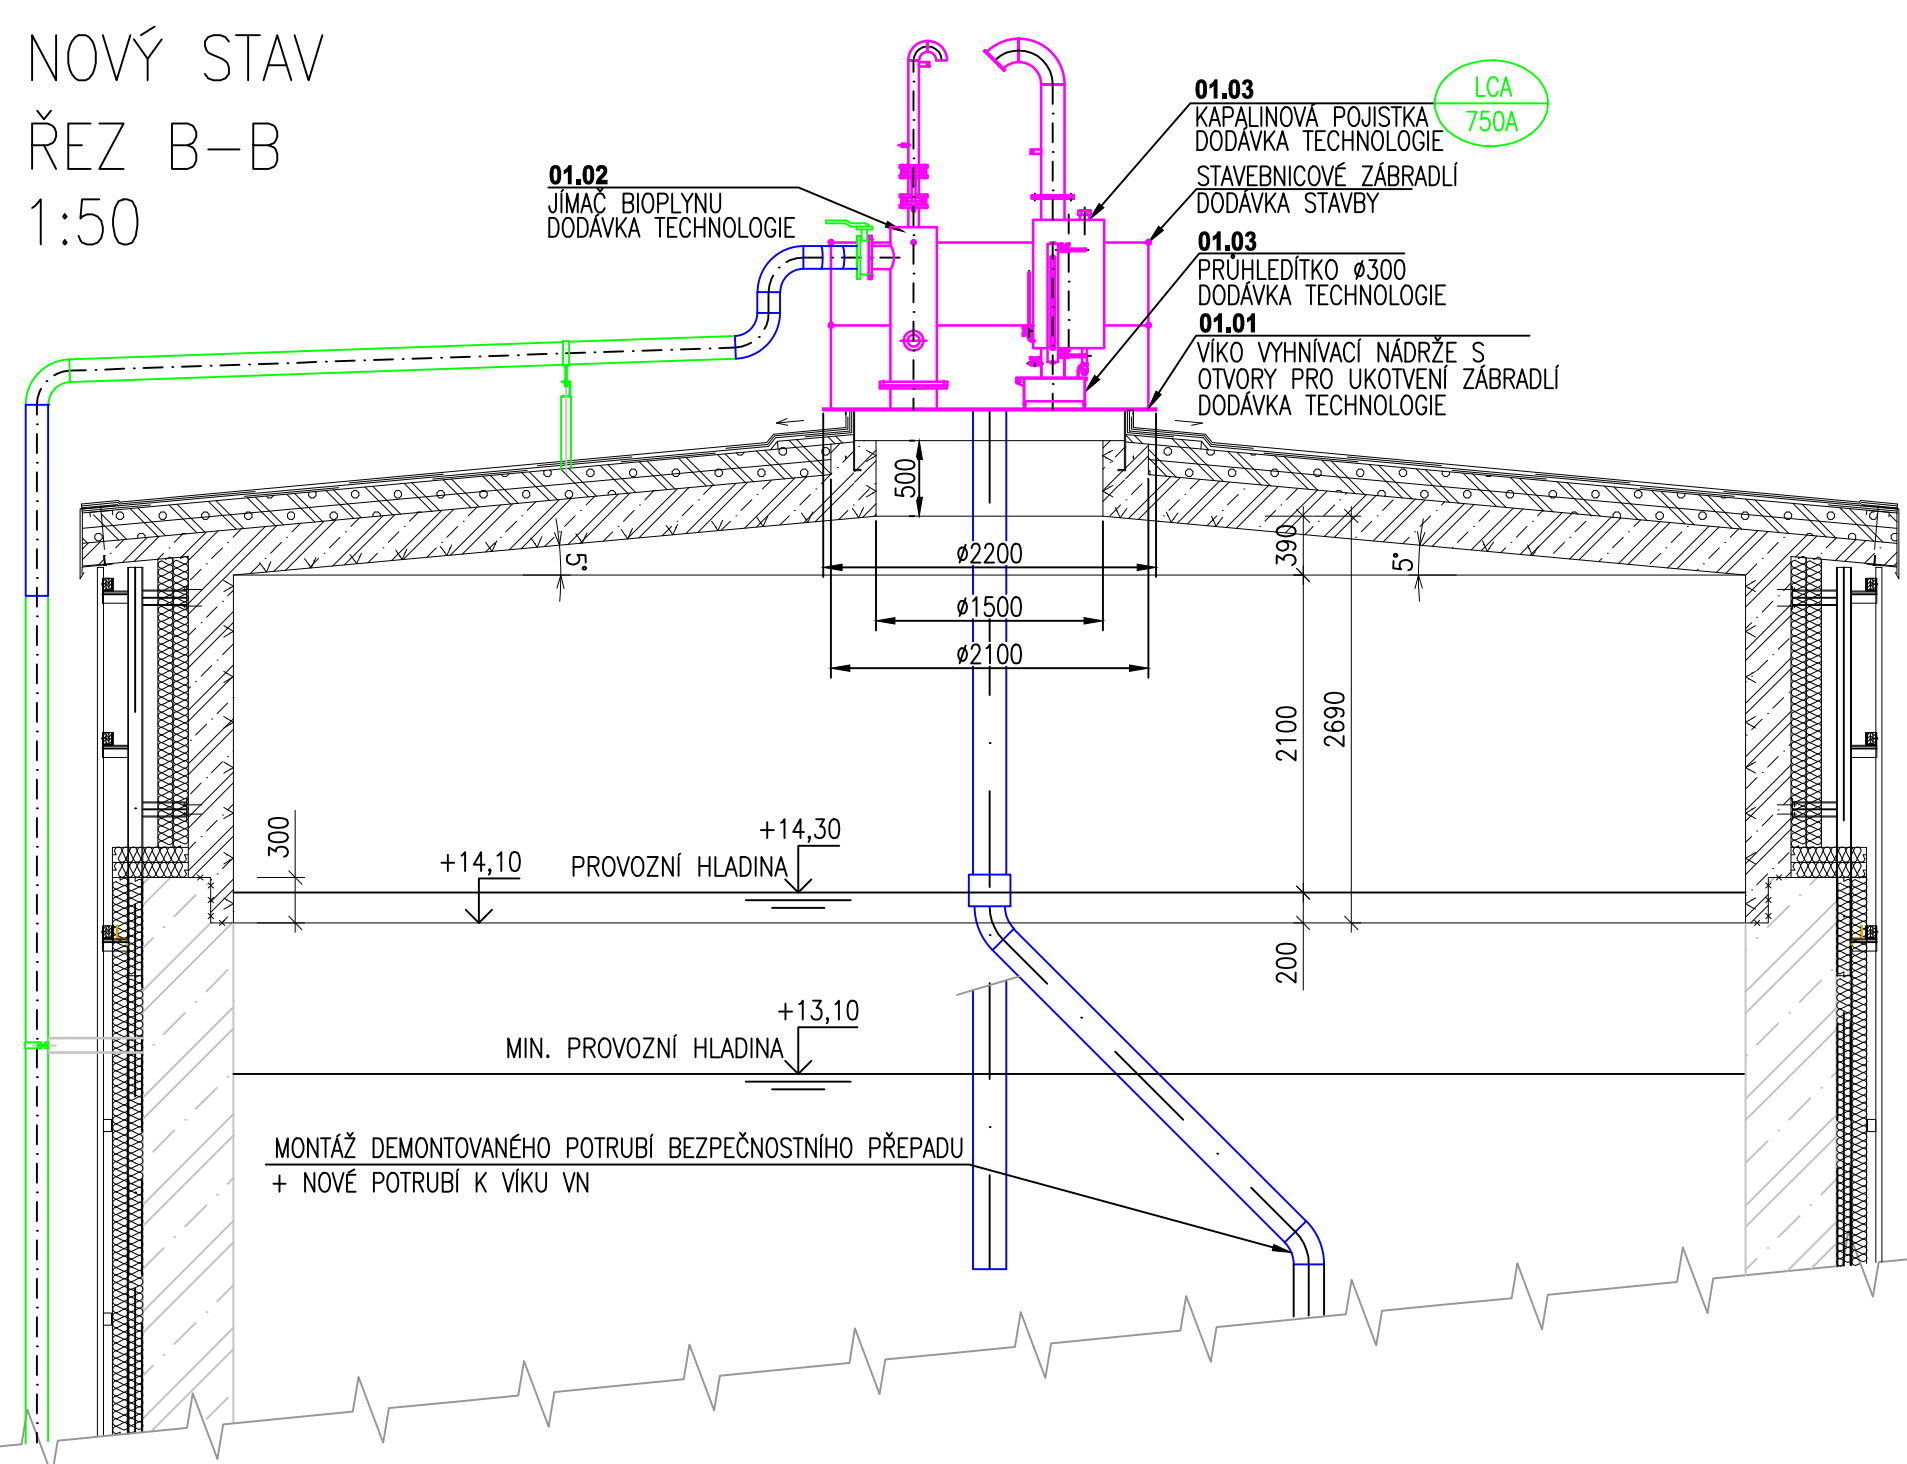 NOVÝ STAV
ŘEZ B-B
1:50
01.02
JÍMAČ BIOPLYNU
DODÁVKA TECHNOLOGIE
01.03
KAPALINOVÁ POJISTKA
DODÁVKA TECHNOLOGIE
LCA
750A
STAVEBNICOVÉ ZÁBRADLÍ
DODÁVKA STAVBY
01.03
PRŮHLEDÍTKO ø300
DODÁVKA TECHNOLOGIE
01.01
VÍKO VYHNÍVACÍ NÁDRŽE S
OTVORY PRO UKOTVENÍ ZÁBRADLÍ
DODÁVKA TECHNOLOGIE
500
5°
ø2200
ø1500
ø2100
390
5°
2100
2690
300
+14,10
PROVOZNÍ HLADINA
+14,30
200
+13,10
MIN. PROVOZNÍ HLADINA
MONTÁŽ DEMONTOVANÉHO POTRUBÍ BEZPEČNOSTNÍHO PŘEPADU
+ NOVÉ POTRUBÍ K VÍKU VN